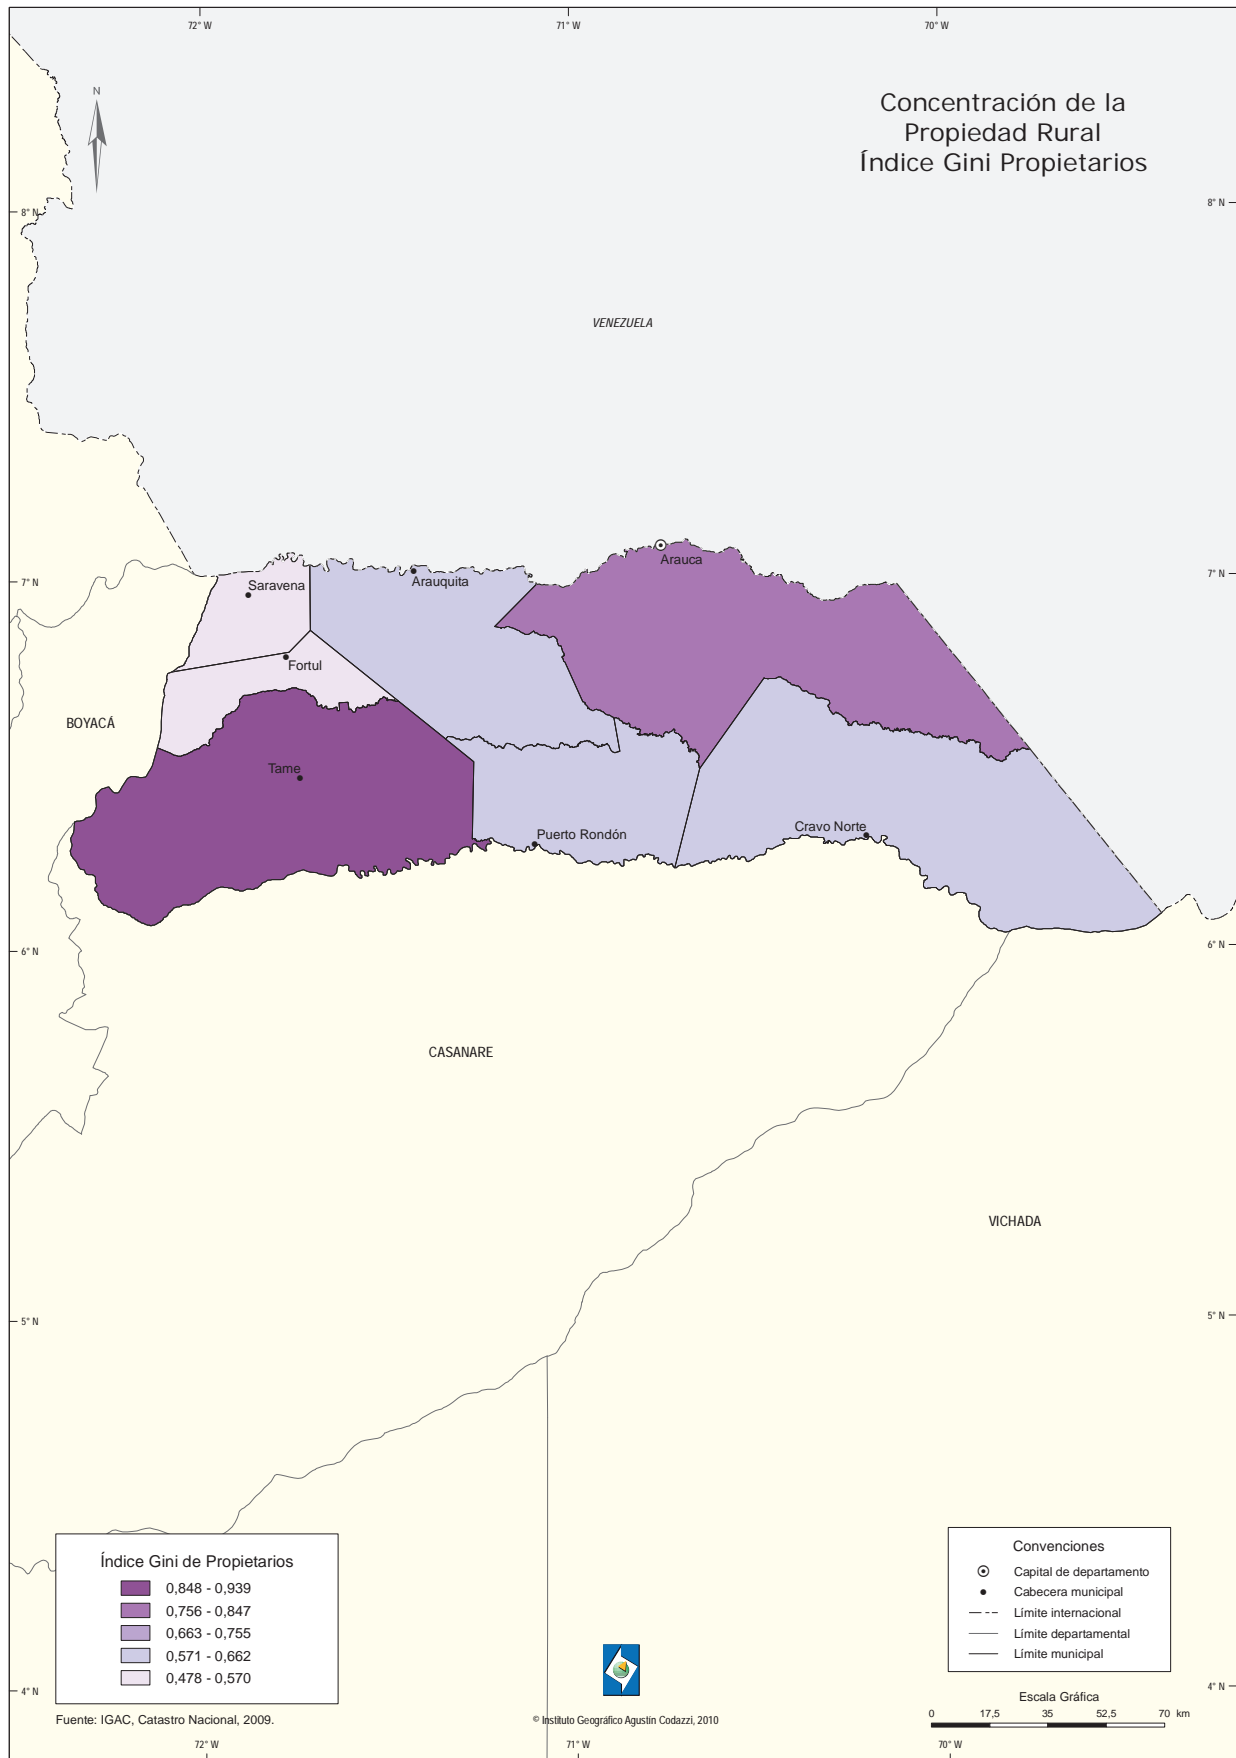 72° W
71° W
70° W
N
Concentración de la
Propiedad Rural
Índice Gini Propietarios
8° N
8° N
VENEZUELA
Arauca
7° N
Saravena
Arauquita
7° N
Fortul
BOYACÁ
Tame
Puerto Rondón
Cravo Norte
6° N
6° N
CASANARE
VICHADA
5° N
5° N
Índice Gini de Propietarios
0,848 - 0,939
0,756 - 0,847
0,663 - 0,755
0,571 - 0,662
0,478 - 0,570
Convenciones
Capital de departamento
Cabecera municipal
Límite internacional
Límite departamental
Límite municipal
4° N
4° N
Escala Gráfica
0 17,5 35 52,5 70 km
Fuente: IGAC, Catastro Nacional, 2009.
© Instituto Geográfico Agustín Codazzi, 2010
72° W
71° W
70° W